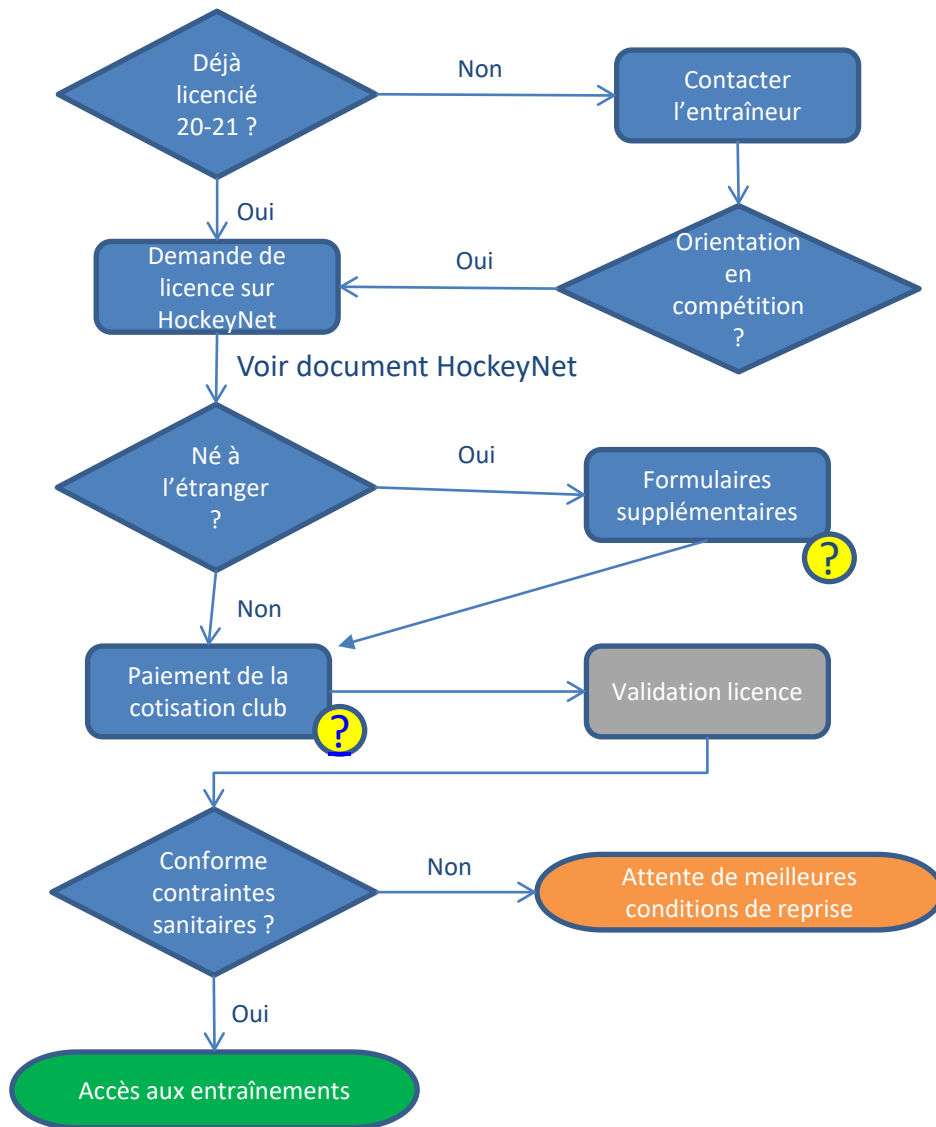 Déjà
licencié
20-21 ?
Non
Contacter
l'entraîneur
Oui
Demande de
licence sur
HockeyNet
Oui
Orientation
en
compétition
?
Voir document HockeyNet
Né à
l'étranger
?
Oui
Formulaires
supplémentaires
?
Non
Paiement de la
cotisation club
?
Validation licence
Conforme
contraintes
sanitaires ?
Non
Attente de meilleures
conditions de reprise
Oui
Accès aux entraînements